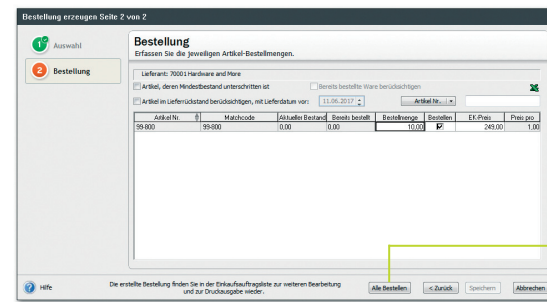 Bestellung erzeugen Seite 2 von 2
1 Auswahl
2 Bestellung
Bestellung
Erfassen Sie die jeweiligen Artikel-Bestellmengen.
Lieferant: 70001 Hardware and More
Artikel, deren Mindestbestand unterschritten ist
Bereits bestellte Ware berücksichtigen
Artikel im Lieferrückstand berücksichtigen, mit Lieferdatum vor: 11.06.2017 Artikel Nr.
Artikel Nr. Matchcode Aktueller Bestand Bereits bestellt Bestellmenge Bestellen EK-Preis Preis pro
99-800 99-800 0,00 0,00 10,00 249,00 1,00
Hilfe
Die erstellte Bestellung finden Sie in der Einkaufsauftragsliste zur weiteren Bearbeitung
und zur Druckausgabe wieder.
Alle Bestellen < Zurück Speichern Abbrechen